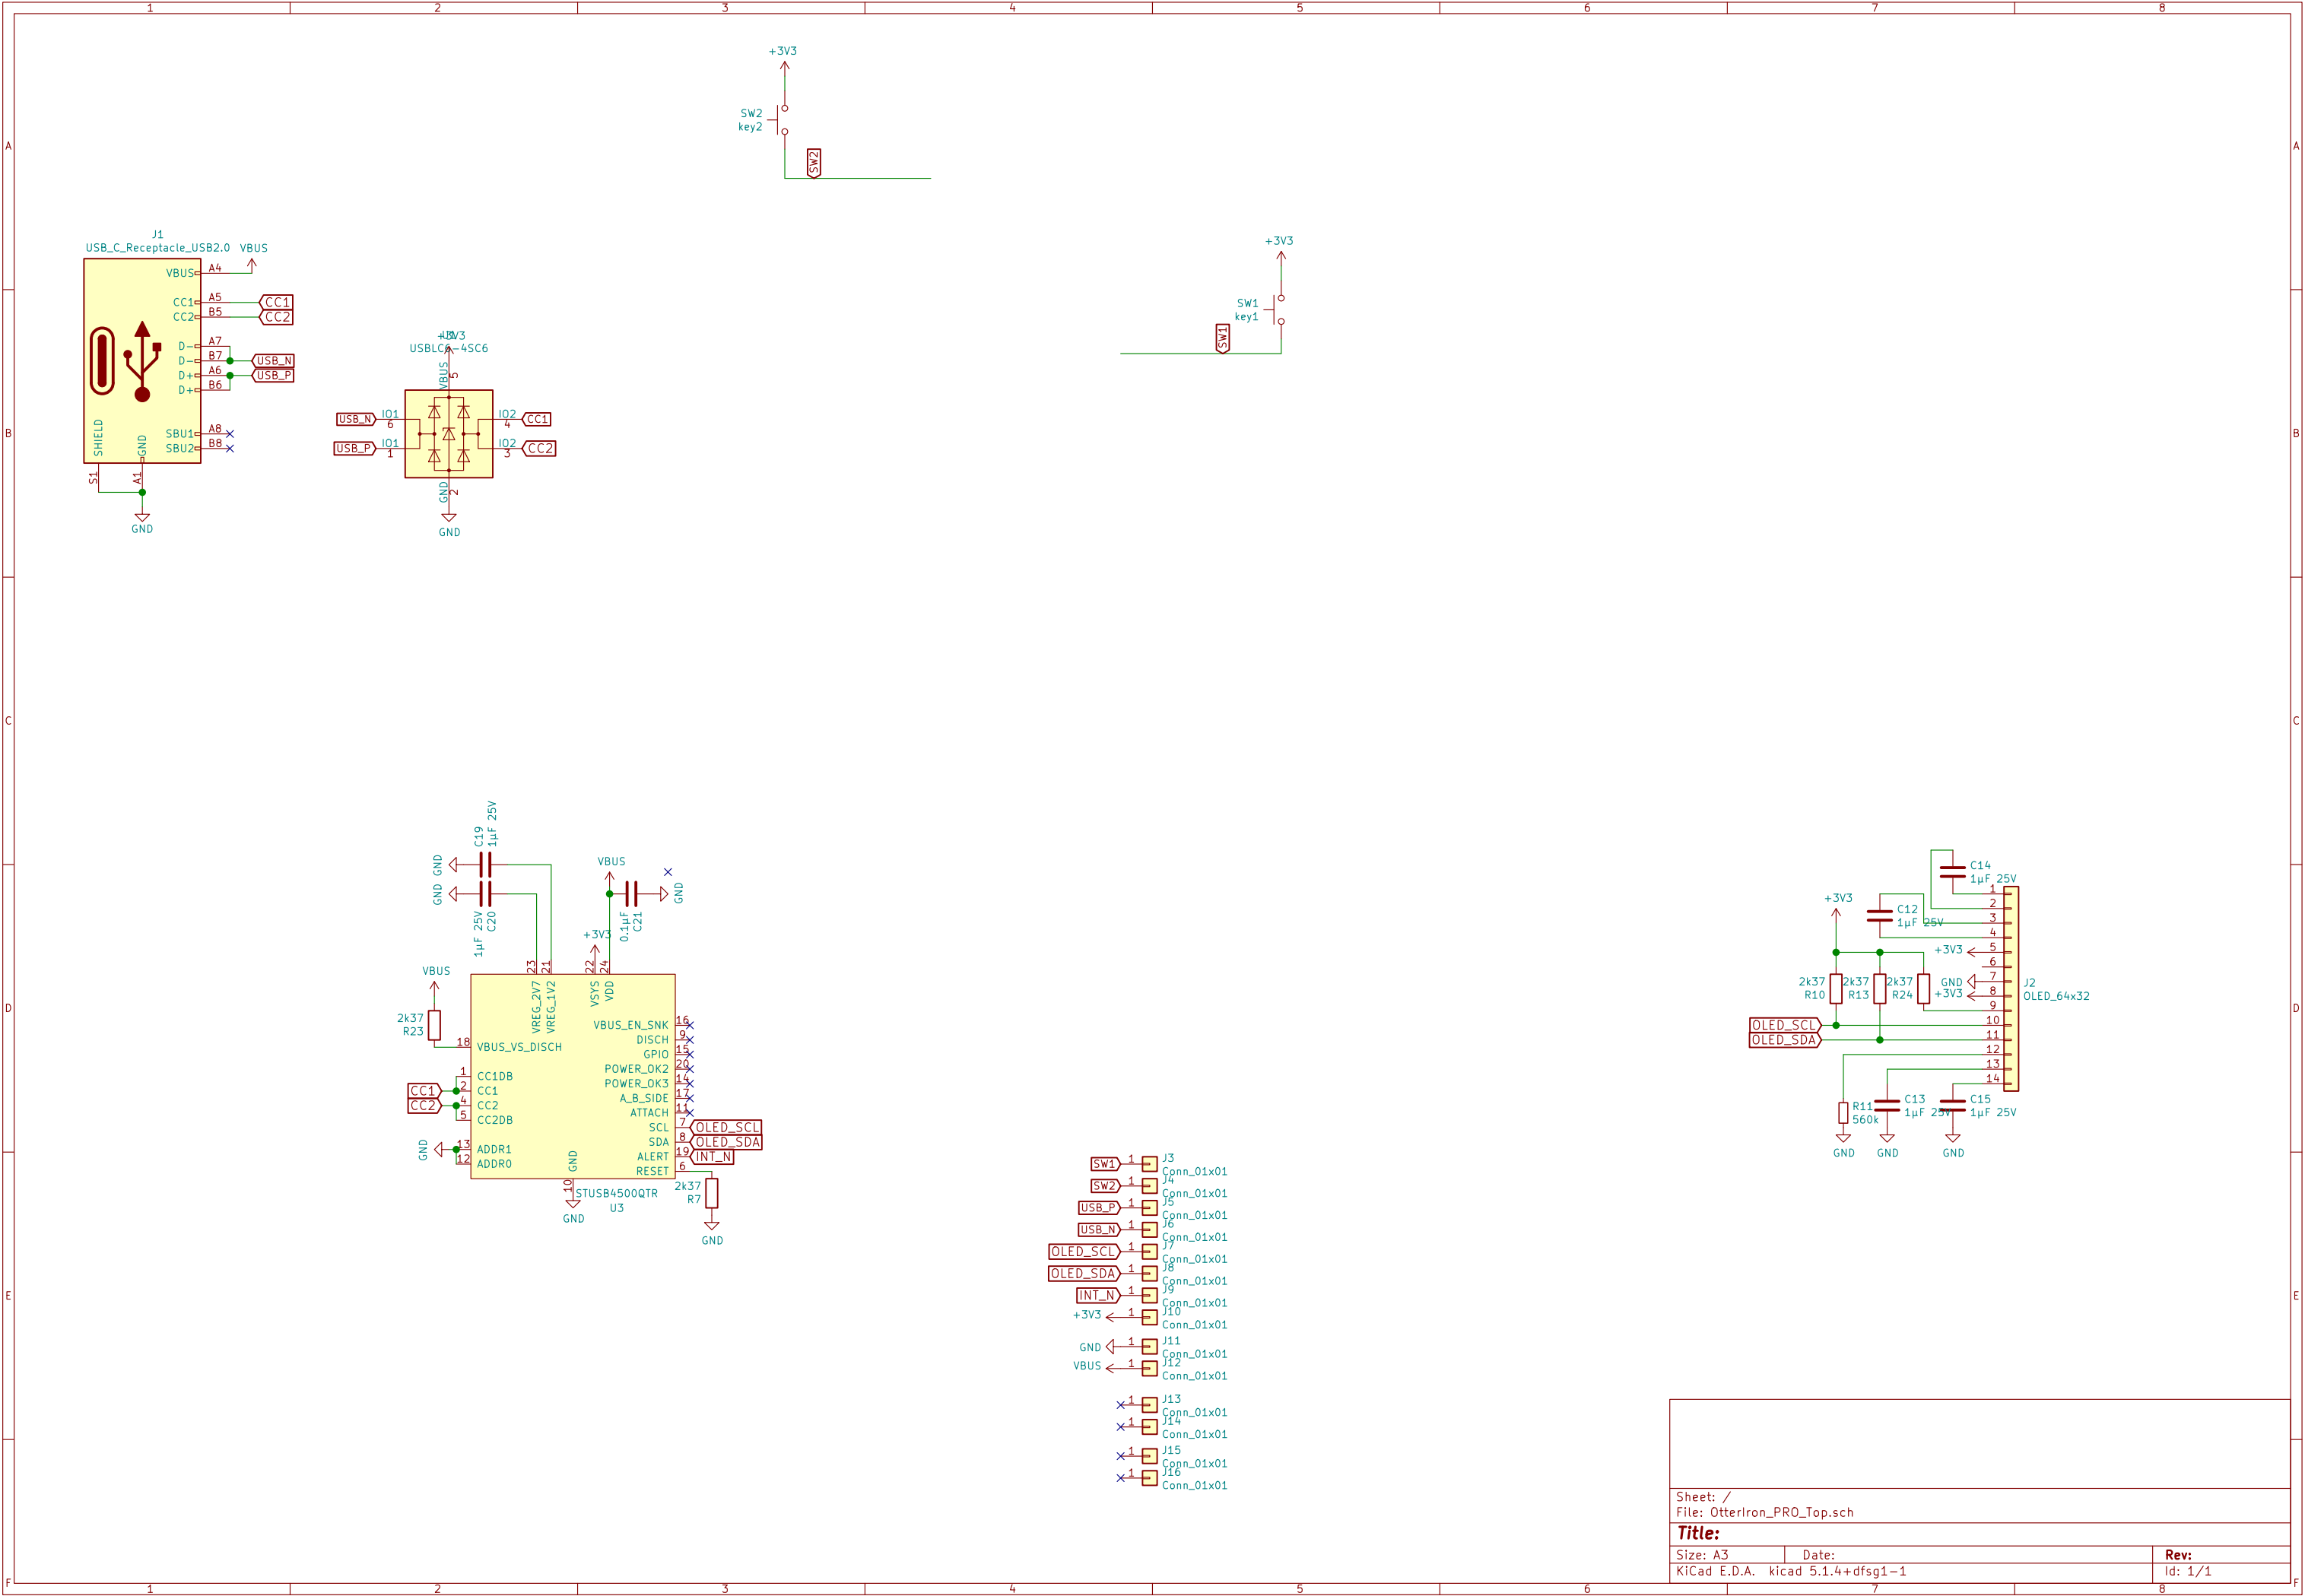 1 2 3 4 5 6 7 8
A
B
C
D
E
F
A
B
C
D
E
F
1 2 3 4 5 6 7 8
+3V3
SW2
key2
SW2
+3V3
SW1
key1
SW1
J1
USB_C_Receptacle_USB2.0
VBUS
VBUS A4
CC1 A5 CC1
CC2 B5 CC2
D- A7
D- B7 USB_N
D+ A6 USB_P
D+ B6
SBU1 A8
SBU2 B8
SHIELD
GND
S1
A1
GND
+3V3
USBLC6-4SC6
VBUS
5
USB_N IO1 6
USB_P IO1 1
IO2 4 CC1
IO2 3 CC2
GND
2
GND
C19
1µF 25V
GND
GND
1µF 25V
C20
VBUS
GND
0.1µF
C21
+3V3
VBUS
2k37
R23
23 21 22 24
VREG_2V7
VREG_1V2
VSYS
VDD
18 VBUS_VS_DISCH
1 CC1DB
CC1 2 CC1
CC2 4 CC2
5 CC2DB
GND 13 ADDR1
12 ADDR0
VBUS_EN_SNK 16
DISCH 9
GPIO 15
POWER_OK2 20
POWER_OK3 14
A_B_SIDE 17
ATTACH 11
SCL 7 OLED_SCL
SDA 8 OLED_SDA
ALERT 19 INT_N
RESET 6
GND
10
GND
STUSB4500QTR
U3
2k37
R7
GND
SW1 1 J3
Conn_01x01
SW2 1 J4
Conn_01x01
USB_P 1 J5
Conn_01x01
USB_N 1 J6
Conn_01x01
OLED_SCL 1 J7
Conn_01x01
OLED_SDA 1 J8
Conn_01x01
INT_N 1 J9
Conn_01x01
+3V3 1 J10
Conn_01x01
GND 1 J11
Conn_01x01
VBUS 1 J12
Conn_01x01
1 J13
Conn_01x01
1 J14
Conn_01x01
1 J15
Conn_01x01
1 J16
Conn_01x01
C14
1µF 25V
C12
1µF 25V
+3V3
+3V3
GND
+3V3
2k37
R10
2k37
R13
2k37
R24
OLED_SCL
OLED_SDA
1
2
3
4
5
6
7
8
9
10
11
12
13
14
J2
OLED_64x32
R11
560k
C13
1µF 25V
C15
1µF 25V
GND
GND
GND
Sheet: /
File: OtterIron_PRO_Top.sch
Title:
Size: A3 Date: Rev:
KiCad E.D.A. kicad 5.1.4+dfsg1-1 Id: 1/1